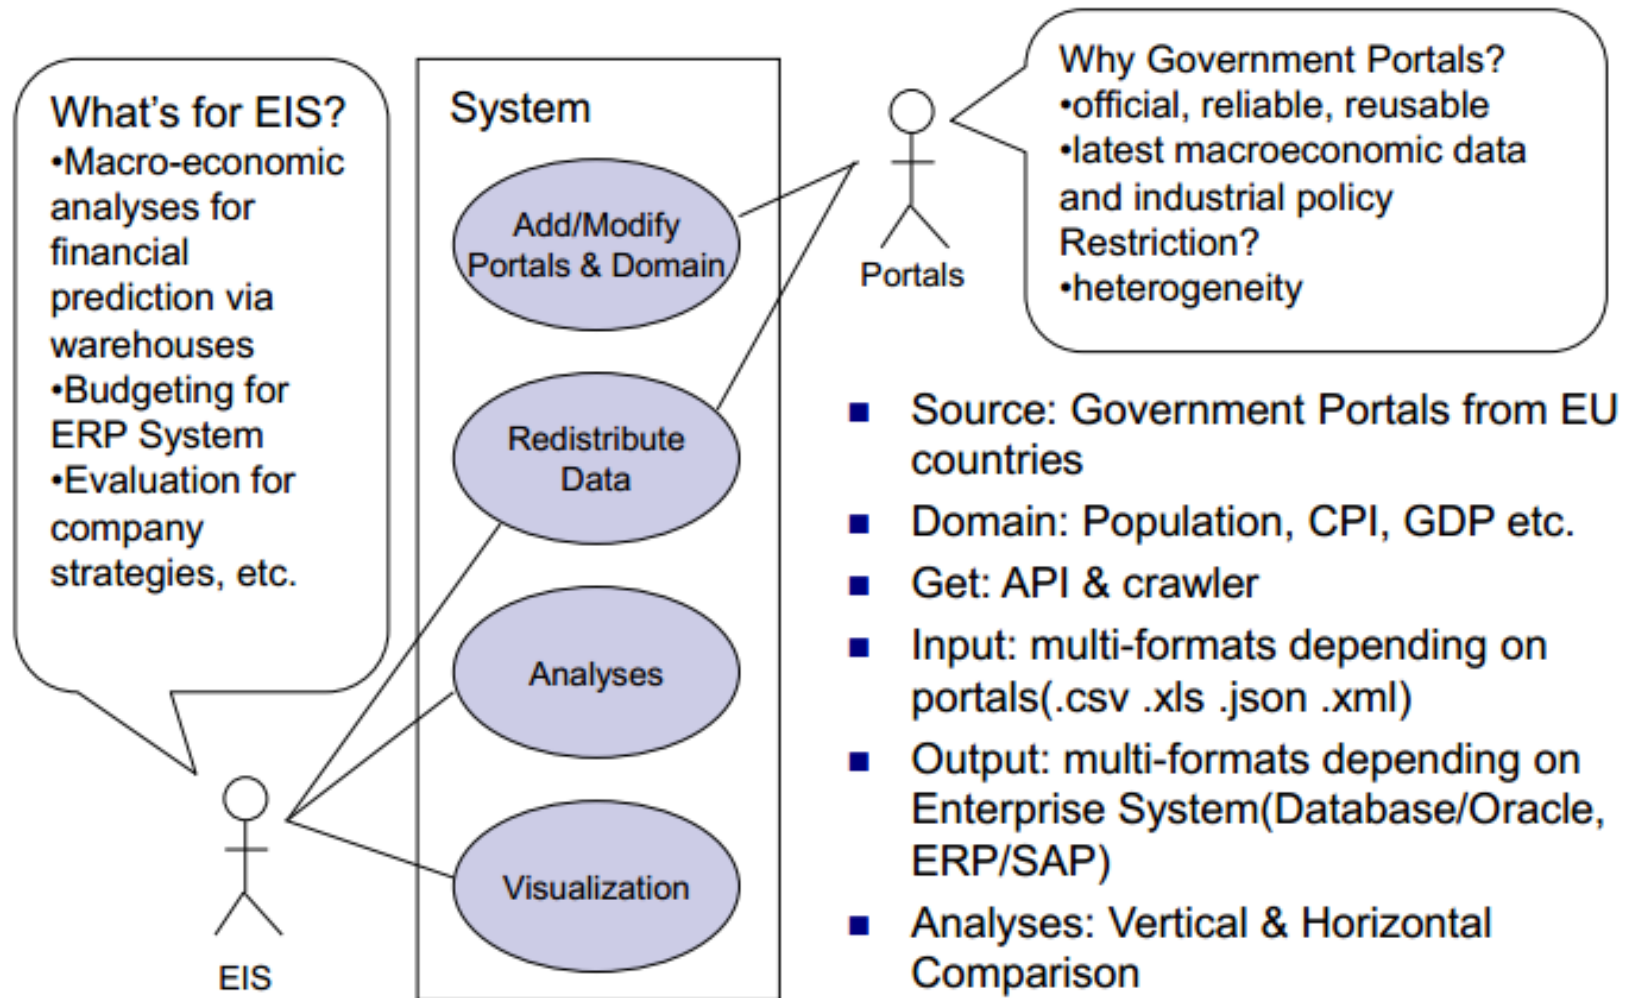 What's for EIS?
•Macro-economic
analyses for
financial
prediction via
warehouses
•Budgeting for
ERP System
•Evaluation for
company
strategies, etc.
EIS
System
Add/Modify
Portals & Domain
Redistribute
Data
Analyses
Visualization
Portals
Why Government Portals?
•official, reliable, reusable
•latest macroeconomic data
and industrial policy
Restriction?
•heterogeneity
■ Source: Government Portals from EU
countries
■ Domain: Population, CPI, GDP etc.
■ Get: API & crawler
■ Input: multi-formats depending on
portals(.csv .xls .json .xml)
■ Output: multi-formats depending on
Enterprise System(Database/Oracle,
ERP/SAP)
■ Analyses: Vertical & Horizontal
Comparison